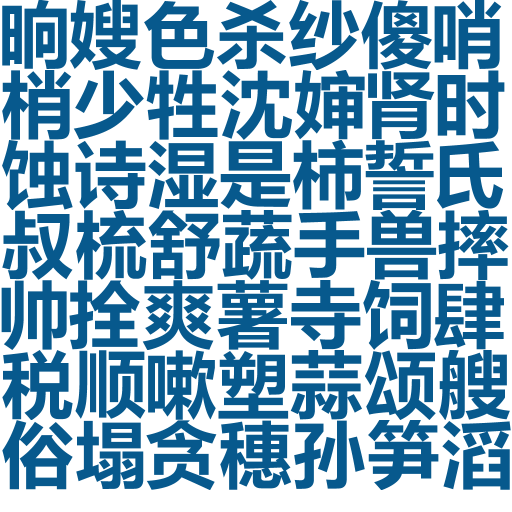 晌嫂色杀纱傻哨
梢少牲沈婶肾时
蚀诗湿是柿誓氏
叔梳舒蔬手兽摔
帅拴爽薯寺饲肆
税顺嗽塑蒜颂艘
俗塌贪穗孙笋滔